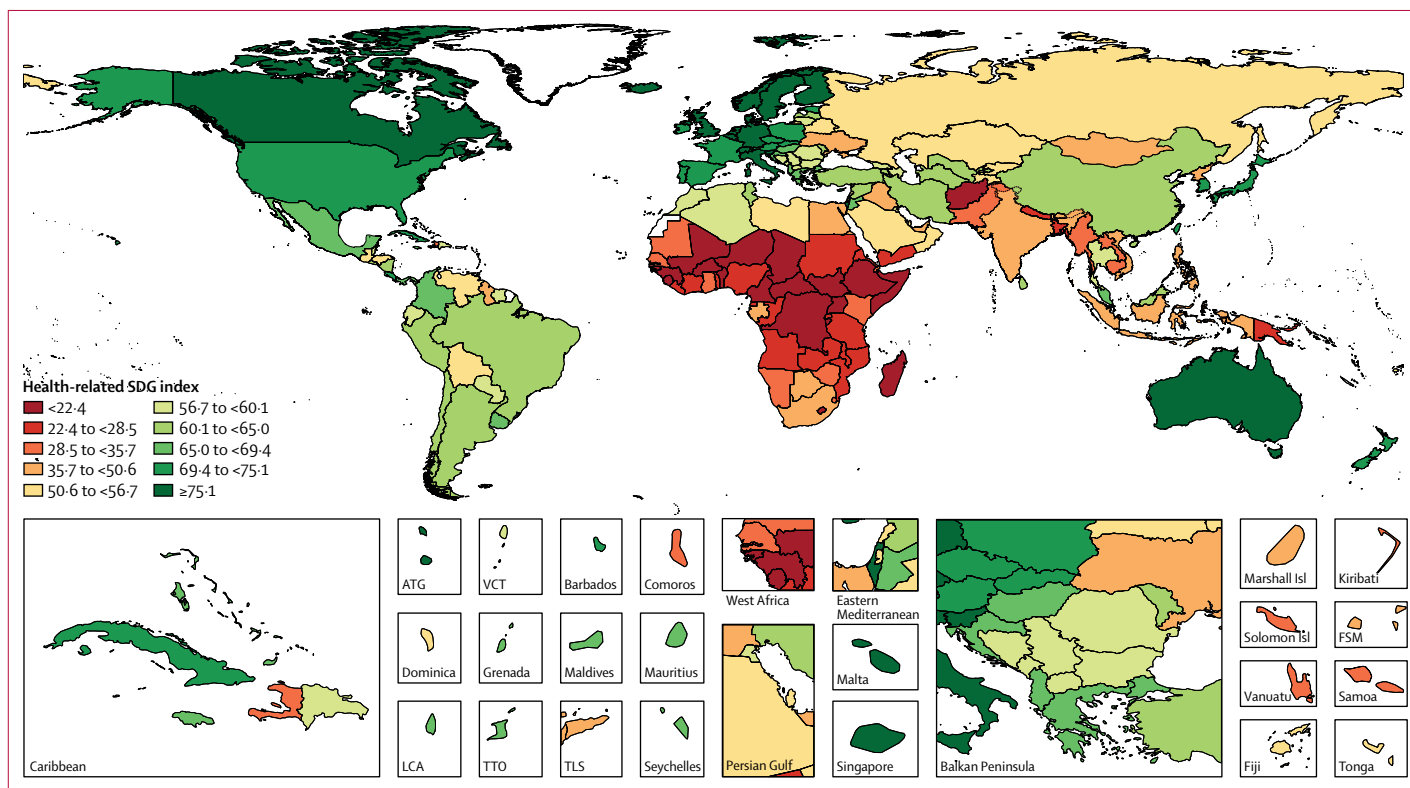 Health-related SDG index
<22·4
22·4 to <28·5
28·5 to <35·7
35·7 to <50·6
50·6 to <56·7
56·7 to <60·1
60·1 to <65·0
65·0 to <69·4
69·4 to <75·1
≥75·1
Caribbean
ATG
VCT
Barbados
Comoros
West Africa
Eastern
Mediterranean
Dominica
Grenada
Maldives
Mauritius
Malta
LCA
TTO
TLS
Seychelles
Persian Gulf
Singapore
Balkan Peninsula
Marshall Isl
Kiribati
Solomon Isl
FSM
Vanuatu
Samoa
Fiji
Tonga